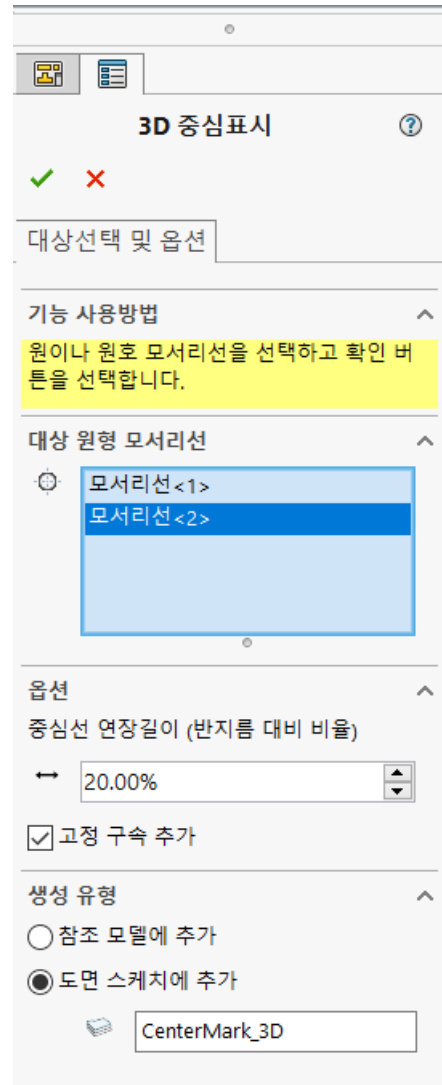 3D 중심표시
대상선택 및 옵션
기능 사용방법
원이나 원호 모서리선을 선택하고 확인 버
튼을 선택합니다.
대상 원형 모서리선
모서리선<1>
모서리선<2>
옵션
중심선 연장길이 (반지름 대비 비율)
20.00%
고정 구속 추가
생성 유형
참조 모델에 추가
도면 스케치에 추가
CenterMark_3D